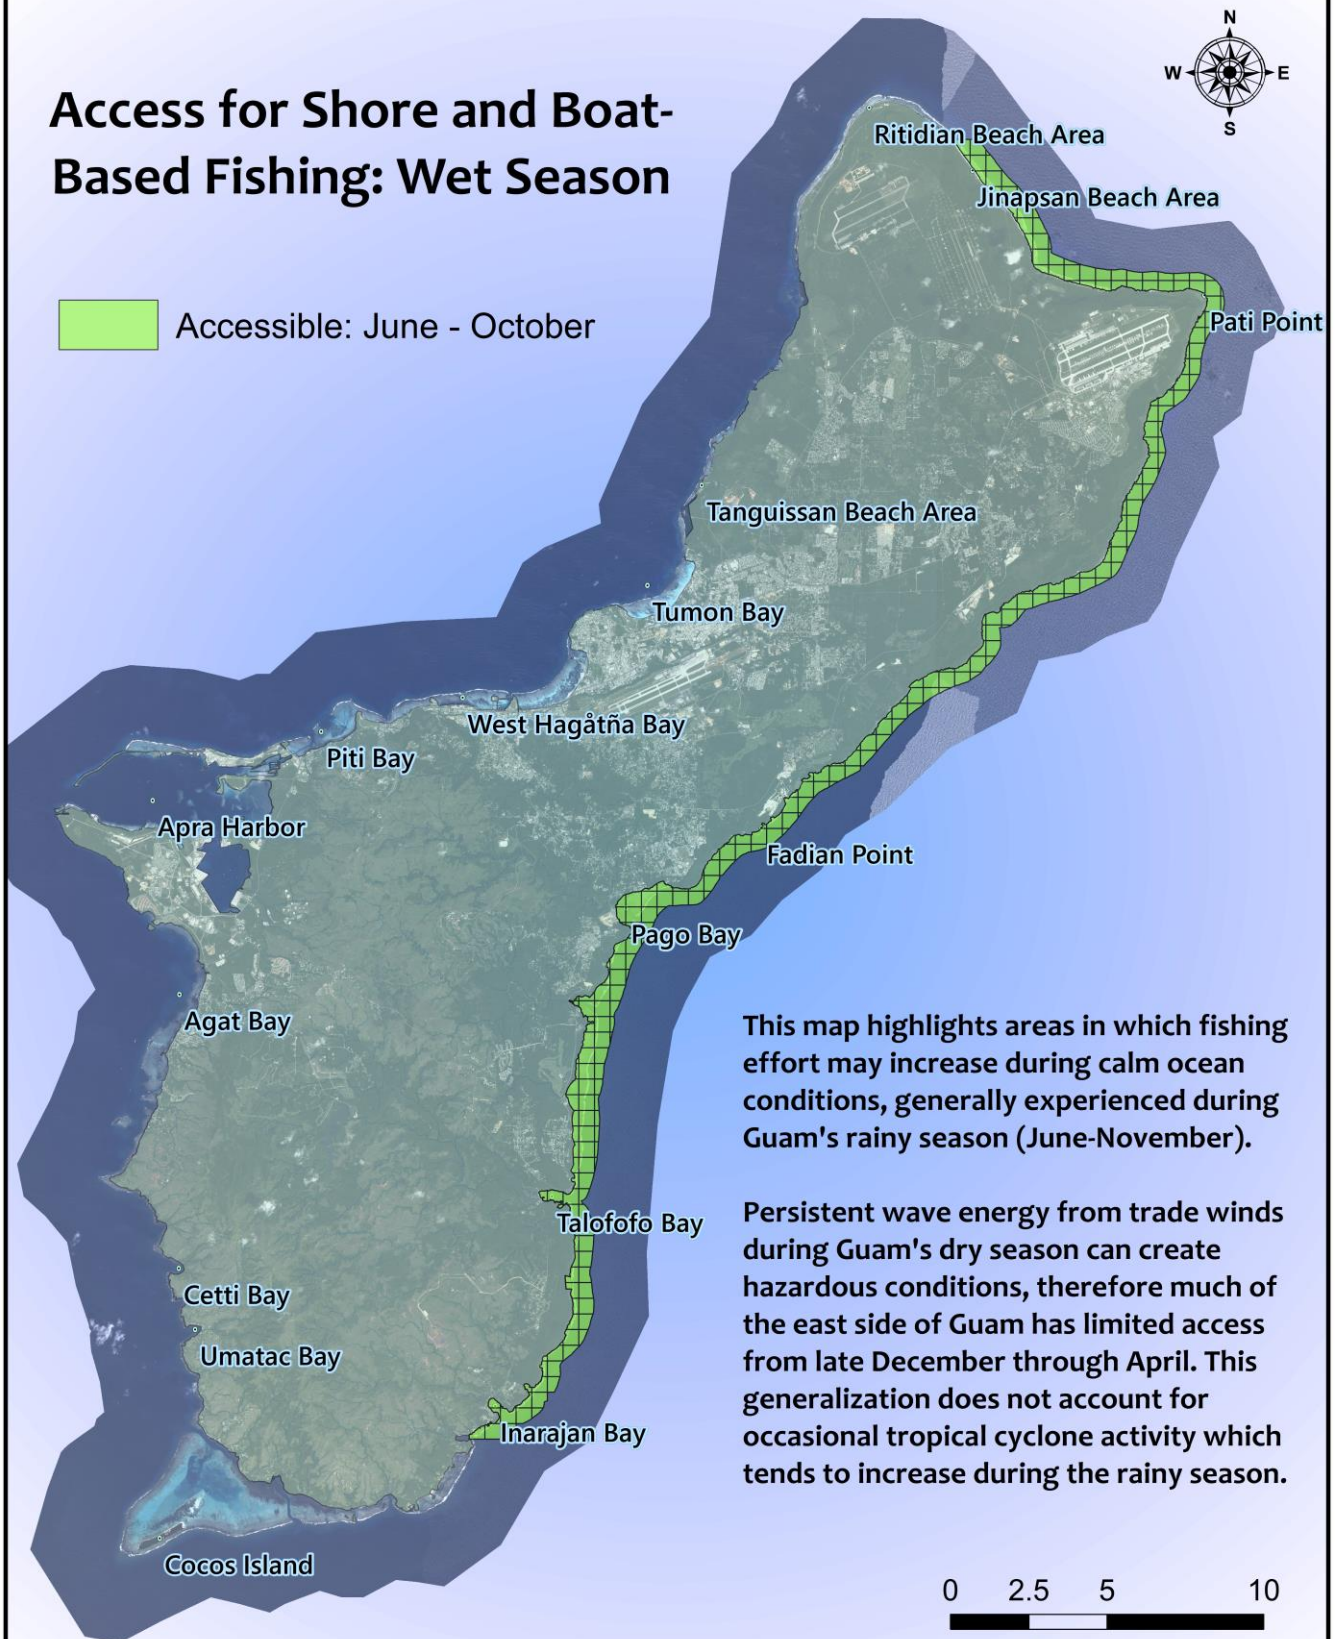 N
W E
S
Access for Shore and Boat-
Based Fishing: Wet Season
Accessible: June - October
Ritidian Beach Area
Jinapsan Beach Area
Pati Point
Tanguissan Beach Area
Tumon Bay
West Hagåtña Bay
Piti Bay
Apra Harbor
Fadian Point
Pago Bay
Agat Bay
Talofofo Bay
Cetti Bay
Umatac Bay
Inarajan Bay
Cocos Island
This map highlights areas in which fishing
effort may increase during calm ocean
conditions, generally experienced during
Guam's rainy season (June-November).
Persistent wave energy from trade winds
during Guam's dry season can create
hazardous conditions, therefore much of
the east side of Guam has limited access
from late December through April. This
generalization does not account for
occasional tropical cyclone activity which
tends to increase during the rainy season.
0 2.5 5 10